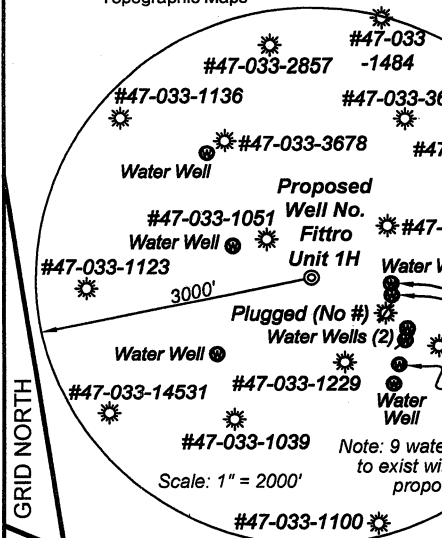 Topographic Maps
#47-033
-1484
#47-033-2857
#47-033-1136
#47-033-36
#47-033-3678
#47
Water Well
Proposed
Well No.
Fittro
Unit 1H
#47-033-1051
Water Well
#47-
#47-033-1123
Water W
3000'
Plugged (No #)
Water Wells (2)
Water Well
#47-033-1229
#47-033-14531
Water
Well
#47-033-1039
Note: 9 wate
to exist wi
propo
Scale: 1" = 2000'
#47-033-1100
GRID NORTH